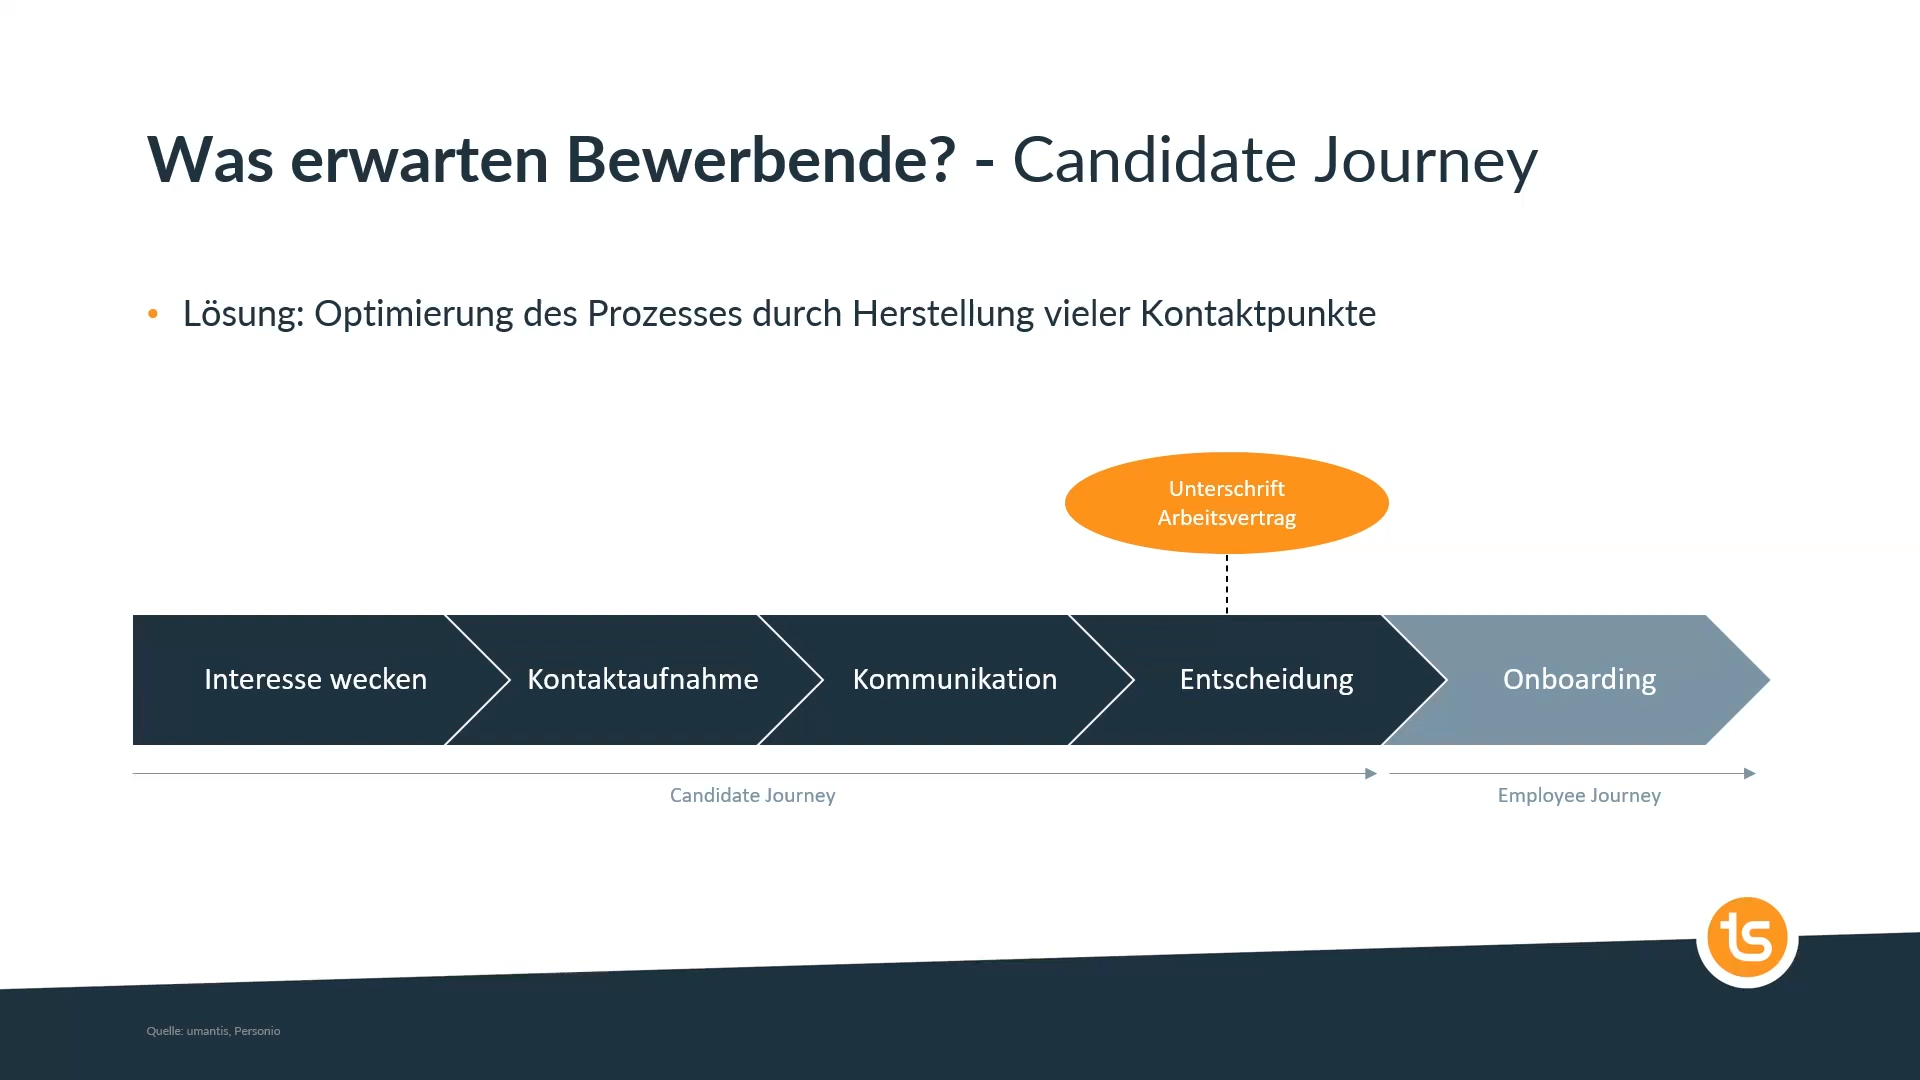 Was erwarten Bewerbende? - Candidate Journey
• Lösung: Optimierung des Prozesses durch Herstellung vieler Kontaktpunkte
Unterschrift
Arbeitsvertrag
Interesse wecken
Kontaktaufnahme
Kommunikation
Entscheidung
Onboarding
Candidate Journey
Employee Journey
ts
Quelle: umantis, Personio